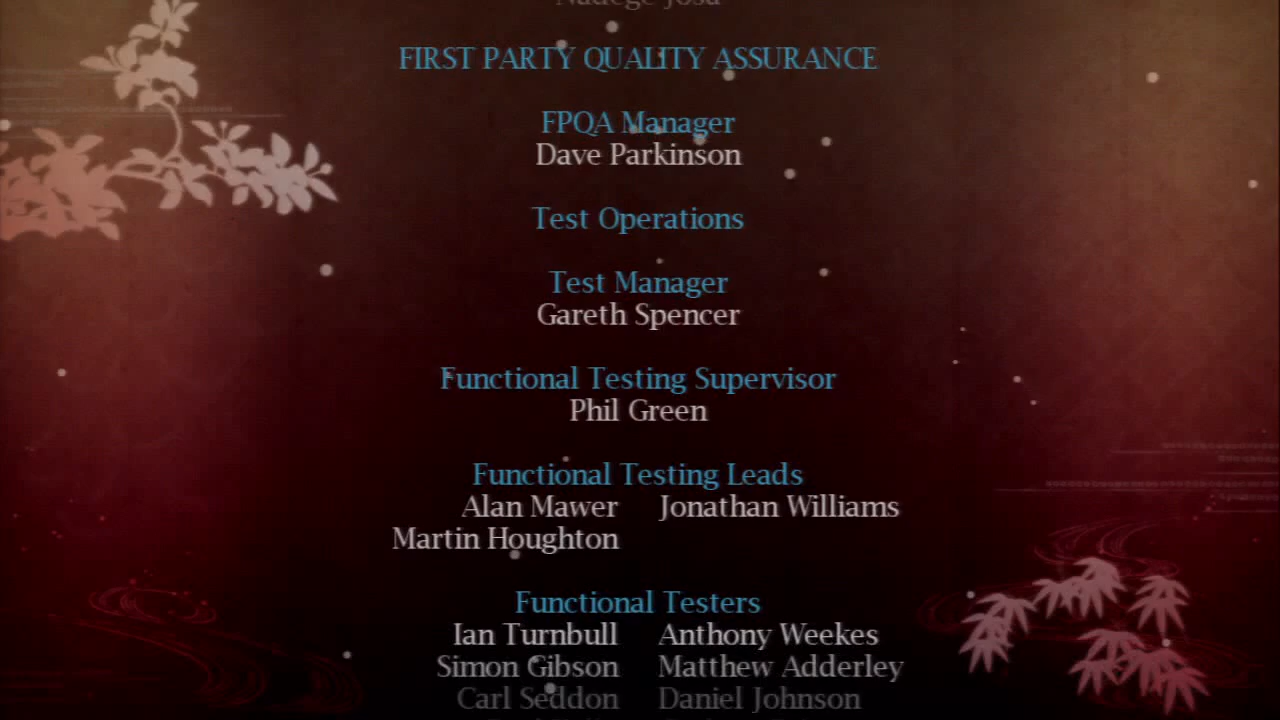 Nadege Josa
FIRST PARTY QUALITY ASSURANCE
FPQA Manager
Dave Parkinson
Test Operations
Test Manager
Gareth Spencer
Functional Testing Supervisor
Phil Green
Functional Testing Leads
Alan Mawer Jonathan Williams
Martin Houghton
Functional Testers
Ian Turnbull Anthony Weekes
Simon Gibson Matthew Adderley
Carl Seddon Daniel Johnson